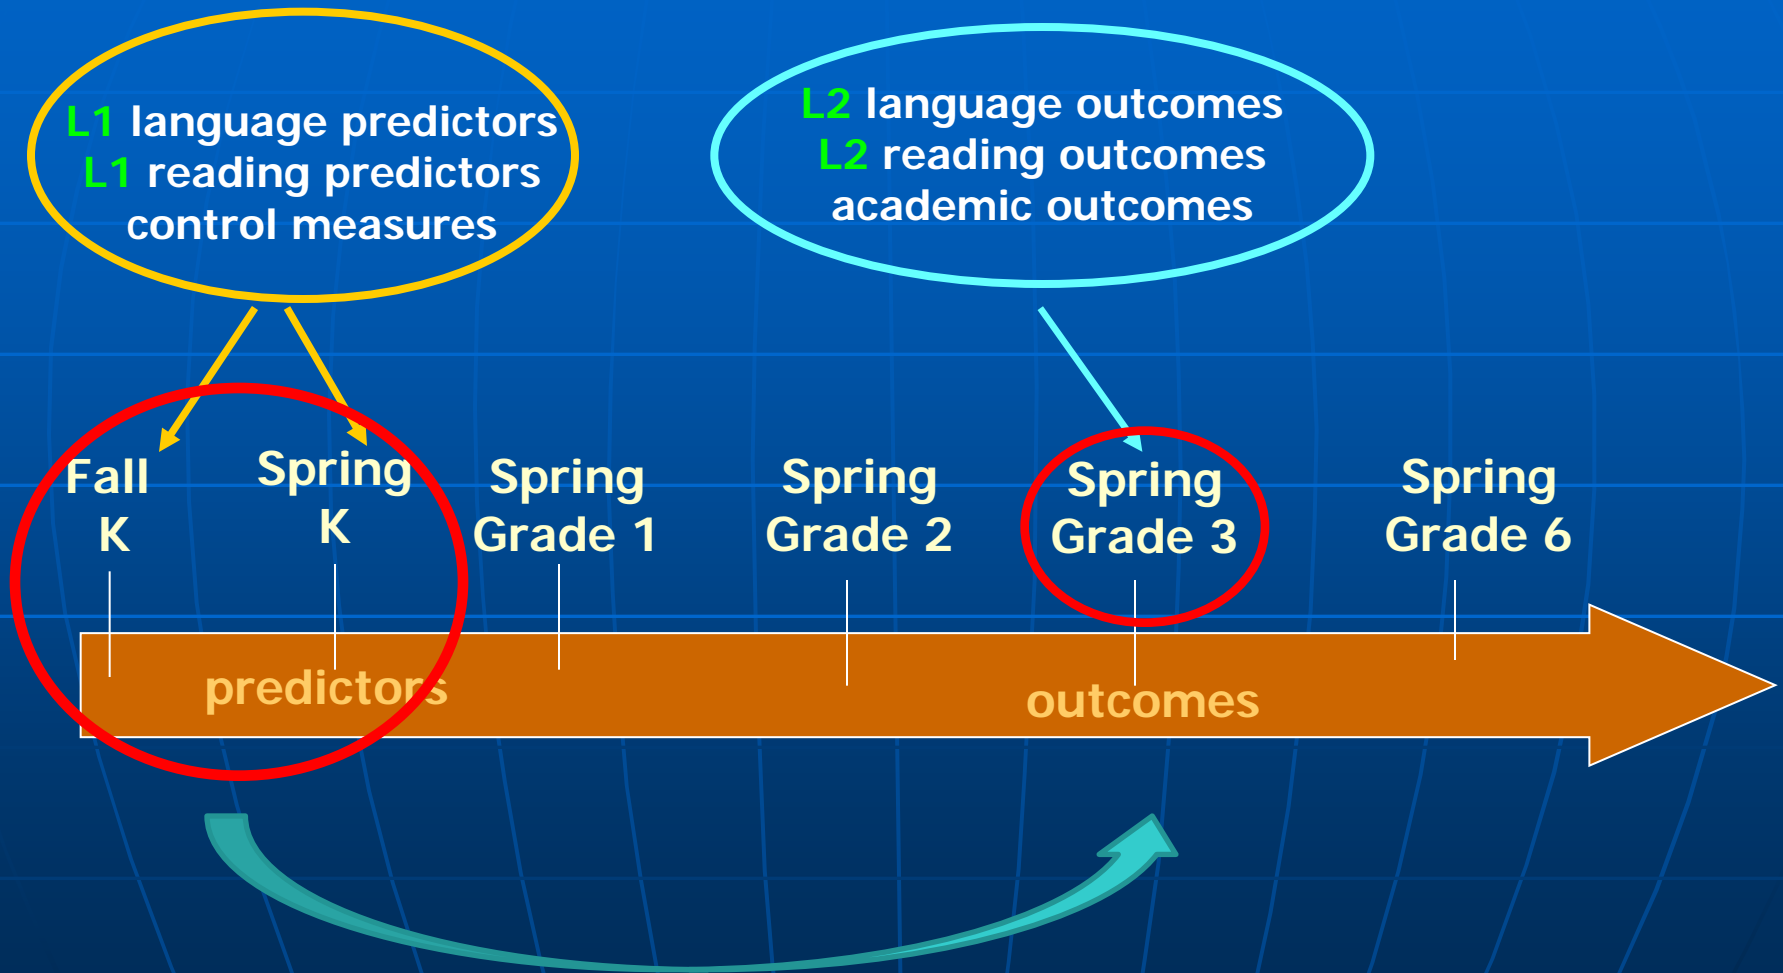 L1 language predictors
L1 reading predictors
control measures
L2 language outcomes
L2 reading outcomes
academic outcomes
Fall
K
Spring
K
Spring
Grade 1
Spring
Grade 2
Spring
Grade 3
Spring
Grade 6
predictors
outcomes